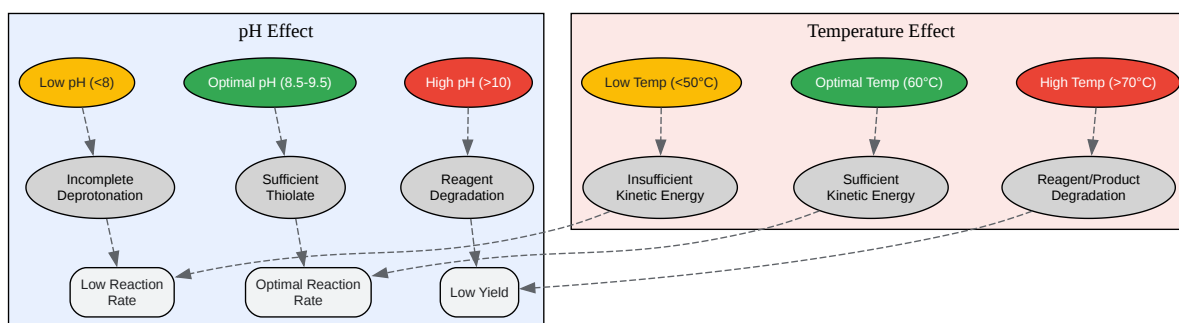 pH Effect
Temperature Effect
Low pH (<8)
Optimal pH (8.5-9.5)
High pH (>10)
Low Temp (<50°C)
Optimal Temp (60°C)
High Temp (>70°C)
Incomplete
Deprotonation
Sufficient
Thiolate
Reagent
Degradation
Insufficient
Kinetic Energy
Sufficient
Kinetic Energy
Reagent/Product
Degradation
Low Reaction
Rate
Optimal Reaction
Rate
Low Yield